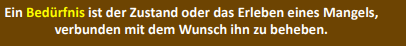 Ein Bedürfnis ist der Zustand oder das Erleben eines Mangels,
verbunden mit dem Wunsch ihn zu beheben.